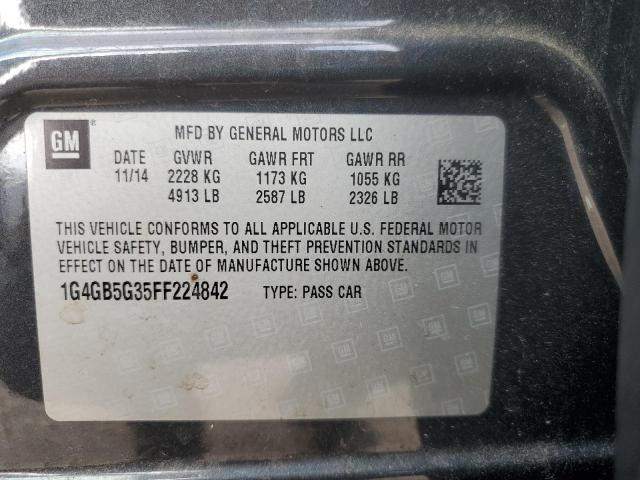 GM ® MFD BY GENERAL MOTORS LLC
DATE GVWR GAWR FRT GAWR RR
11/14 2228 KG 1173 KG 1055 KG
4913 LB 2587 LB 2326 LB
THIS VEHICLE CONFORMS TO ALL APPLICABLE U.S. FEDERAL MOTOR
VEHICLE SAFETY, BUMPER, AND THEFT PREVENTION STANDARDS IN
EFFECT ON THE DATE OF MANUFACTURE SHOWN ABOVE.
1G4GB5G35FF224842 TYPE: PASS CAR